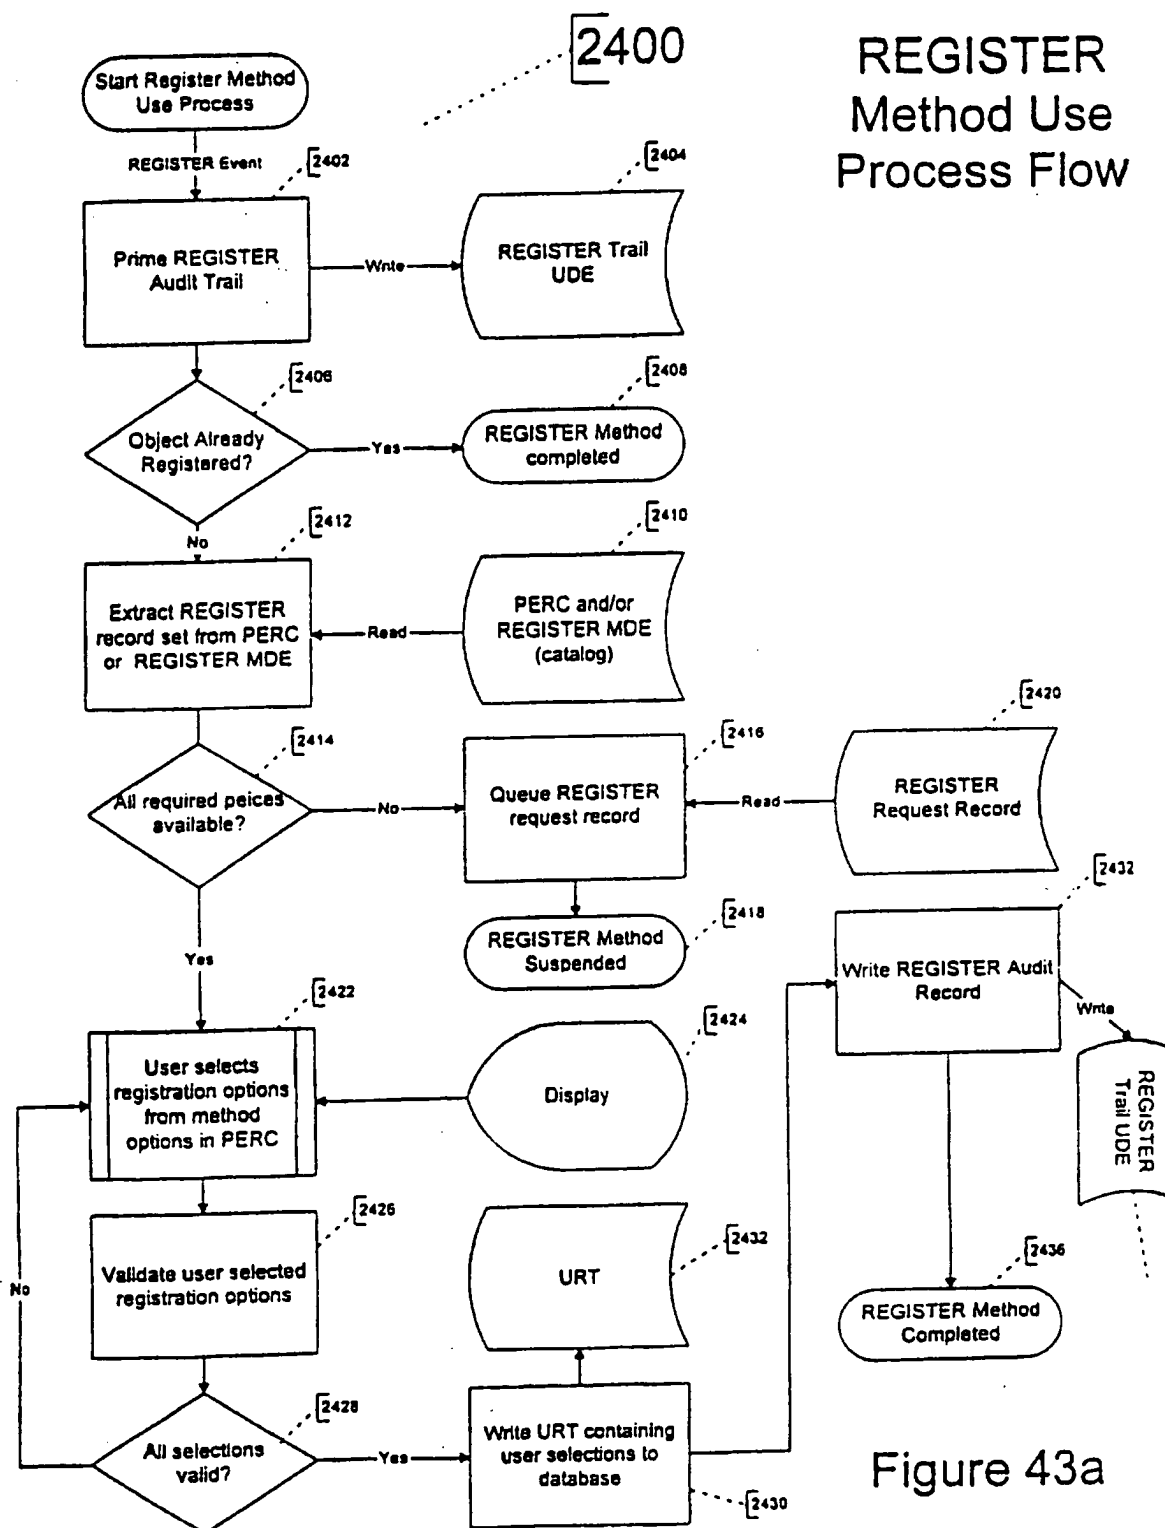 2400
REGISTER
Method Use
Process Flow
Start Register Method
Use Process
REGISTER Event
2402
2404
Prime REGISTER
Audit Trail
Write
REGISTER Trail
UDE
2406
2408
Object Already
Registered?
Yes
REGISTER Method
completed
No
2412
2410
Extract REGISTER
record set from PERC
or REGISTER MDE
Read
PERC and/or
REGISTER MDE
(catalog)
2414
2416
2420
All required peices
available?
No
Queue REGISTER
request record
Read
REGISTER
Request Record
2418
REGISTER Method
Suspended
2432
Write REGISTER Audit
Record
Write
REGISTER
Trail UDE
Yes
2422
2424
User selects
registration options
from method
options in PERC
Display
2426
2432
Validate user selected
registration options
URT
No
2436
REGISTER Method
Completed
2428
All selections
valid?
Yes
Write URT containing
user selections to
database
2430
Figure 43a